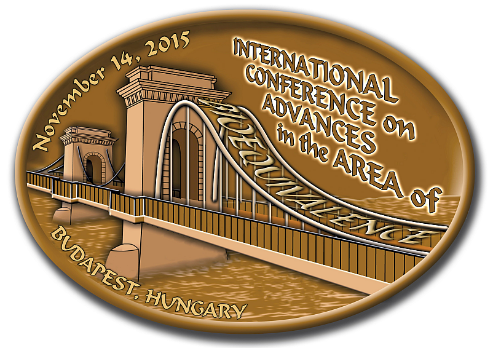 November 14, 2015
INTERNATIONAL
CONFERENCE on
ADVANCES
in the AREA of
BIOEQUIVALENCE
BUDAPEST, HUNGARY